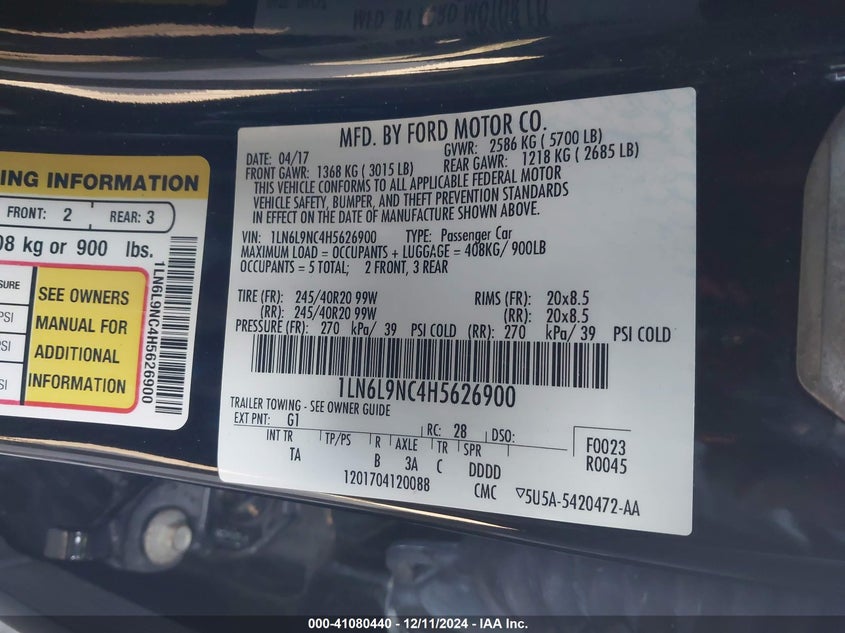 ING INFORMATION
FRONT: 2 REAR: 3
08 kg or 900 lbs.
SURE
PSI
PSI
SI
SEE OWNERS
MANUAL FOR
ADDITIONAL
INFORMATION
1LN6L9NC4H5626900
MFD. BY FORD MOTOR CO.
DATE: 04/17 GVWR: 2586 KG ( 5700 LB)
FRONT GAWR: 1368 KG ( 3015 LB) REAR GAWR: 1218 KG ( 2685 LB)
THIS VEHICLE CONFORMS TO ALL APPLICABLE FEDERAL MOTOR
VEHICLE SAFETY, BUMPER, AND THEFT PREVENTION STANDARDS
IN EFFECT ON THE DATE OF MANUFACTURE SHOWN ABOVE.
VIN: 1LN6L9NC4H5626900 TYPE: Passenger Car
MAXIMUM LOAD = OCCUPANTS + LUGGAGE = 408KG/ 900LB
OCCUPANTS = 5 TOTAL; 2 FRONT, 3 REAR
TIRE (FR): 245/40R20 99W RIMS (FR): 20x8.5
(RR): 245/40R20 99W (RR): 20x8.5
PRESSURE (FR): 270 kPa/ 39 PSI COLD (RR): 270 kPa/ 39 PSI COLD
1LN6L9NC4H5626900
TRAILER TOWING - SEE OWNER GUIDE
EXT PNT: G1 RC: 28 DSO:
INT TR TP/PS R AXLE TR SPR F0023
TA B 3A C DDDD R0045
1201704120088 CMC ▽5U5A-5420472-AA
000-41080440 - 12/11/2024 - IAA Inc.